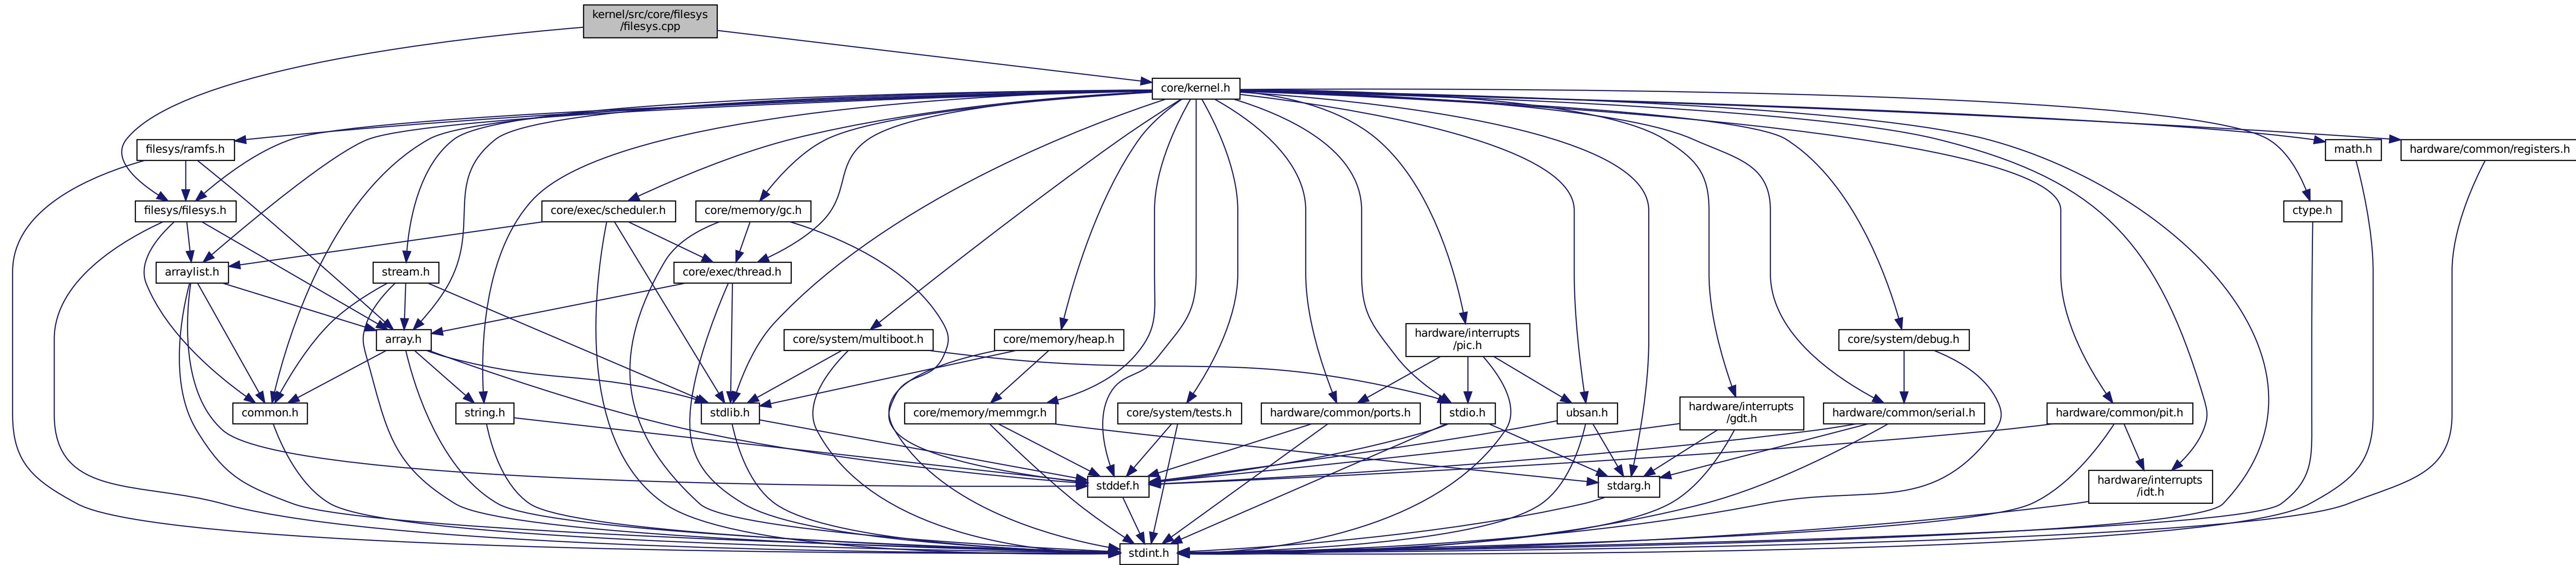 kernel/src/core/filesys
/filesys.cpp
core/kernel.h
filesys/ramfs.h
math.h
hardware/common/registers.h
filesys/filesys.h
core/exec/scheduler.h
core/memory/gc.h
ctype.h
arraylist.h
stream.h
core/exec/thread.h
array.h
core/system/multiboot.h
core/memory/heap.h
hardware/interrupts
/pic.h
core/system/debug.h
common.h
string.h
stdlib.h
core/memory/memmgr.h
core/system/tests.h
hardware/common/ports.h
stdio.h
ubsan.h
hardware/interrupts
/gdt.h
hardware/common/serial.h
hardware/common/pit.h
stddef.h
stdarg.h
hardware/interrupts
/idt.h
stdint.h